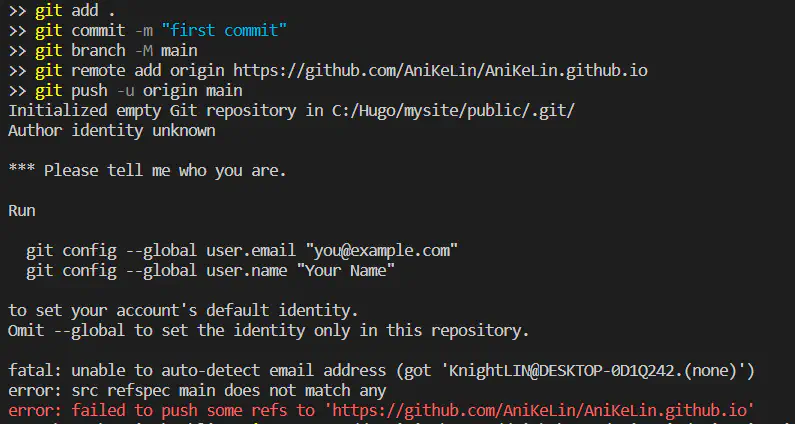 >> git add .
>> git commit -m "first commit"
>> git branch -M main
>> git remote add origin https://github.com/AniKeLin/AniKeLin.github.io
>> git push -u origin main
Initialized empty Git repository in C:/Hugo/mysite/public/.git/
Author identity unknown
*** Please tell me who you are.
Run
git config --global user.email "you@example.com"
git config --global user.name "Your Name"
to set your account's default identity.
Omit --global to set the identity only in this repository.
fatal: unable to auto-detect email address (got 'KnightLIN@DESKTOP-0D1Q242.(none)')
error: src refspec main does not match any
error: failed to push some refs to 'https://github.com/AniKeLin/AniKeLin.github.io'